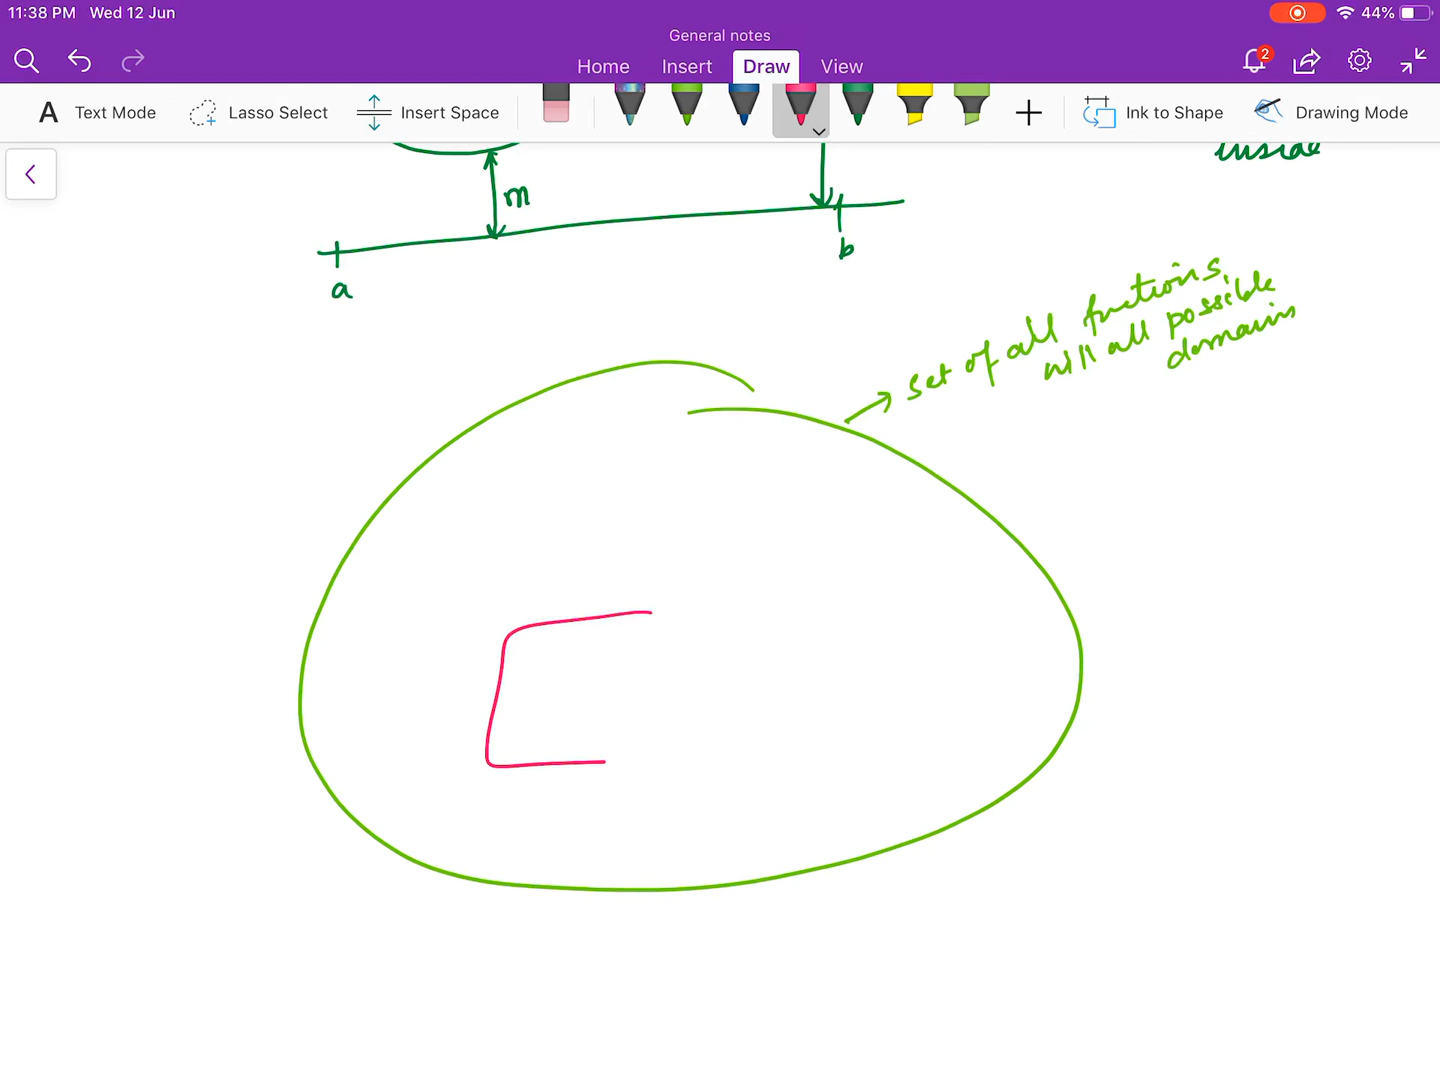 11:38 PM Wed 12 Jun
44%
General notes
Home Insert Draw View
2
A Text Mode Lasso Select Insert Space Ink to Shape Drawing Mode
inside
m
b
a
set of all functions,
will all possible
domains